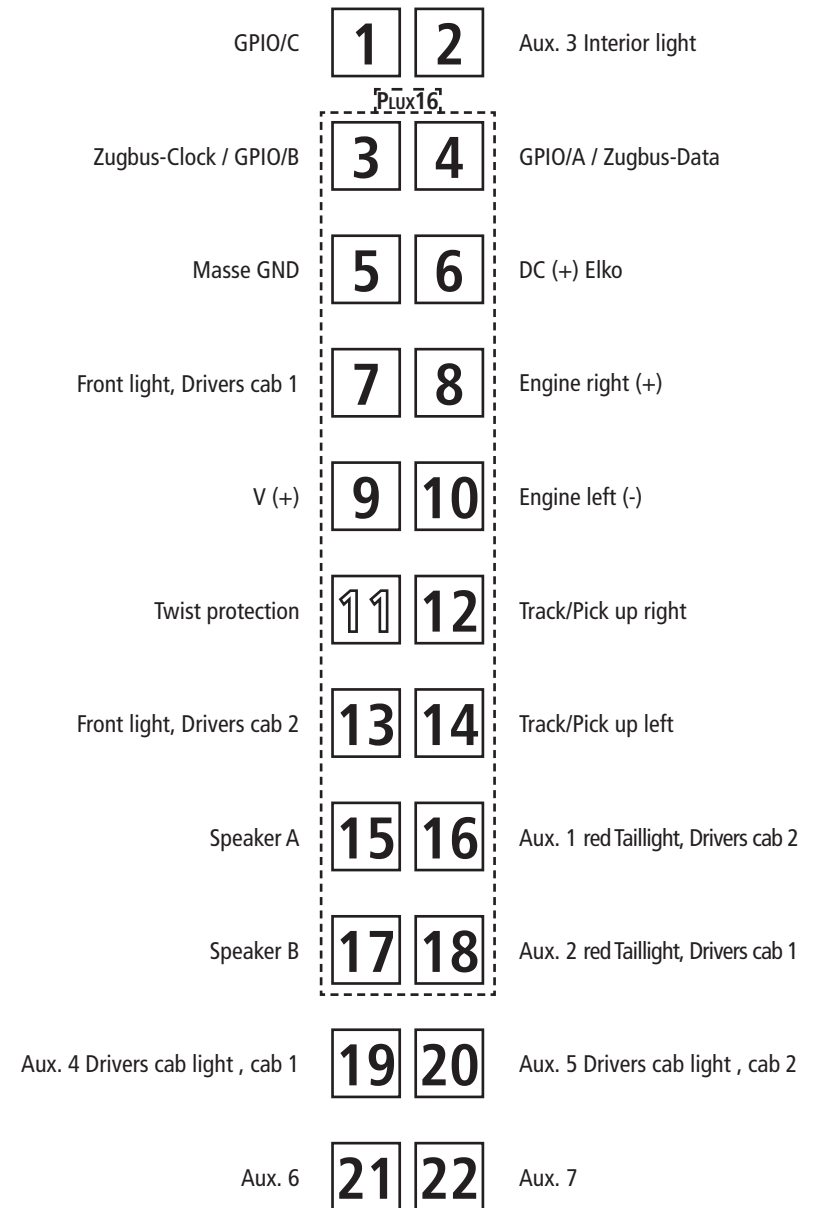 GPIO/C 1 2 Aux. 3 Interior light
PLUX16
Zugbus-Clock / GPIO/B 3 4 GPIO/A / Zugbus-Data
Masse GND 5 6 DC (+) Elko
Front light, Drivers cab 1 7 8 Engine right (+)
V (+) 9 10 Engine left (-)
Twist protection 11 12 Track/Pick up right
Front light, Drivers cab 2 13 14 Track/Pick up left
Speaker A 15 16 Aux. 1 red Taillight, Drivers cab 2
Speaker B 17 18 Aux. 2 red Taillight, Drivers cab 1
Aux. 4 Drivers cab light , cab 1 19 20 Aux. 5 Drivers cab light , cab 2
Aux. 6 21 22 Aux. 7